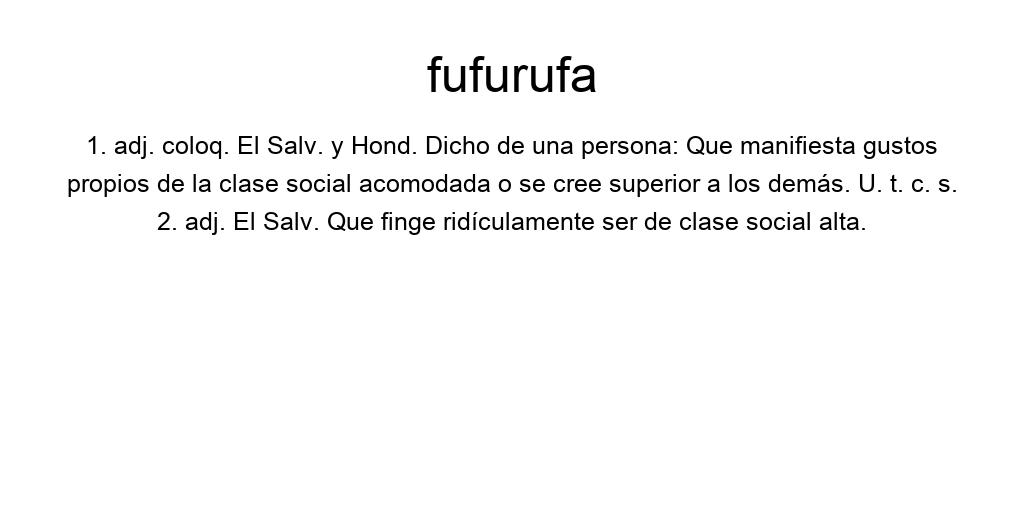 fufurufa
1. adj. coloq. El Salv. y Hond. Dicho de una persona: Que manifiesta gustos
propios de la clase social acomodada o se cree superior a los demás. U. t. c. s.
2. adj. El Salv. Que finge ridículamente ser de clase social alta.